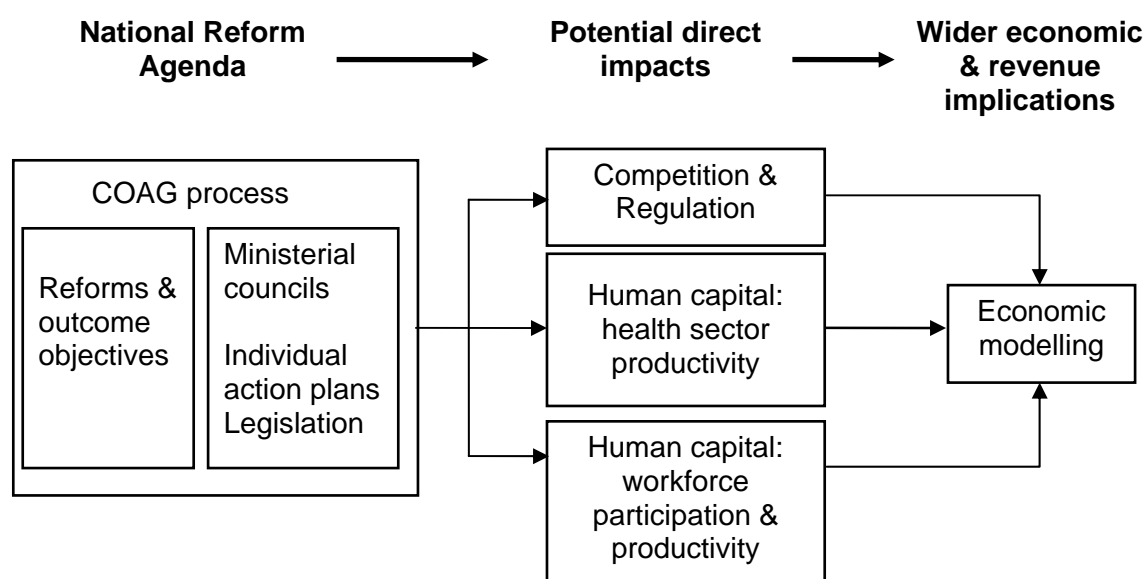 National Reform
Agenda
Potential direct
impacts
Wider economic
& revenue
implications
COAG process
Reforms &
outcome
objectives
Ministerial
councils
Individual
action plans
Legislation
Competition &
Regulation
Human capital:
health sector
productivity
Human capital:
workforce
participation &
productivity
Economic
modelling